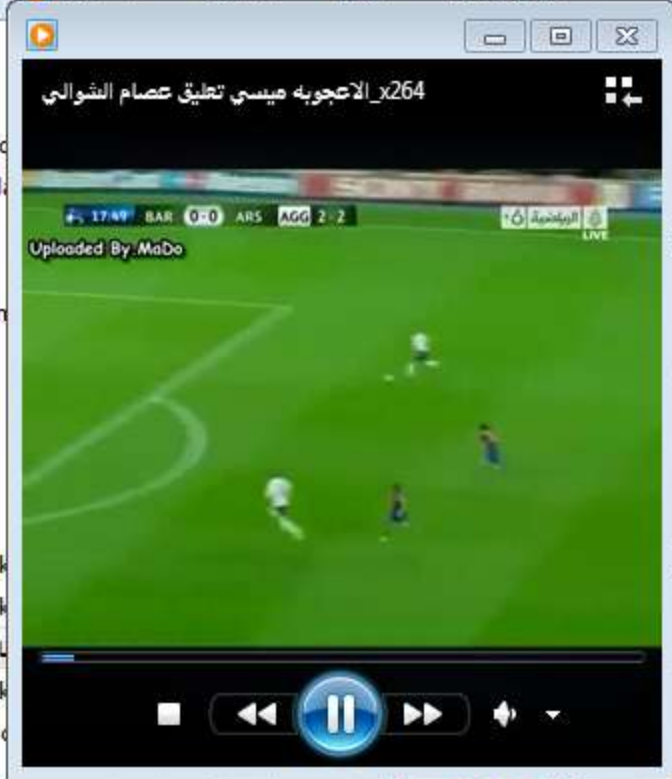 الاعجوبه ميسي تعليق عصام الشوالي_x264
17:49 BAR 0-0 ARS AGG 2-2
الرياضية
LIVE
Uploaded By.MaDo